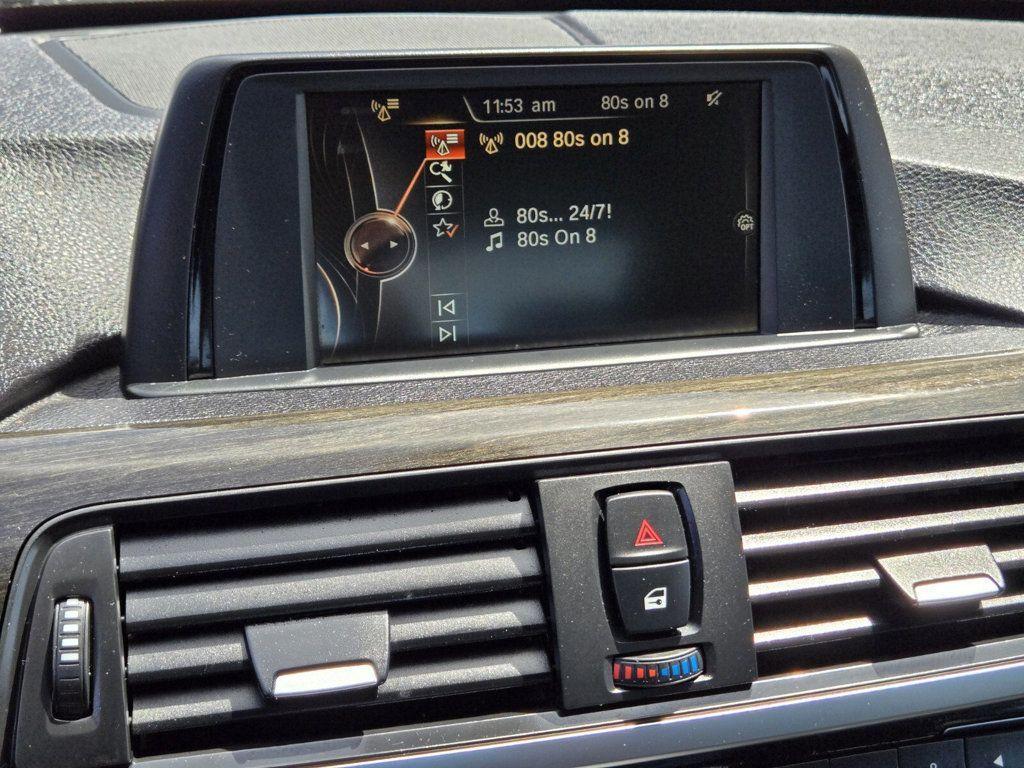 11:53 am 80s on 8
008 80s on 8
80s... 24/7!
80s On 8
OPT